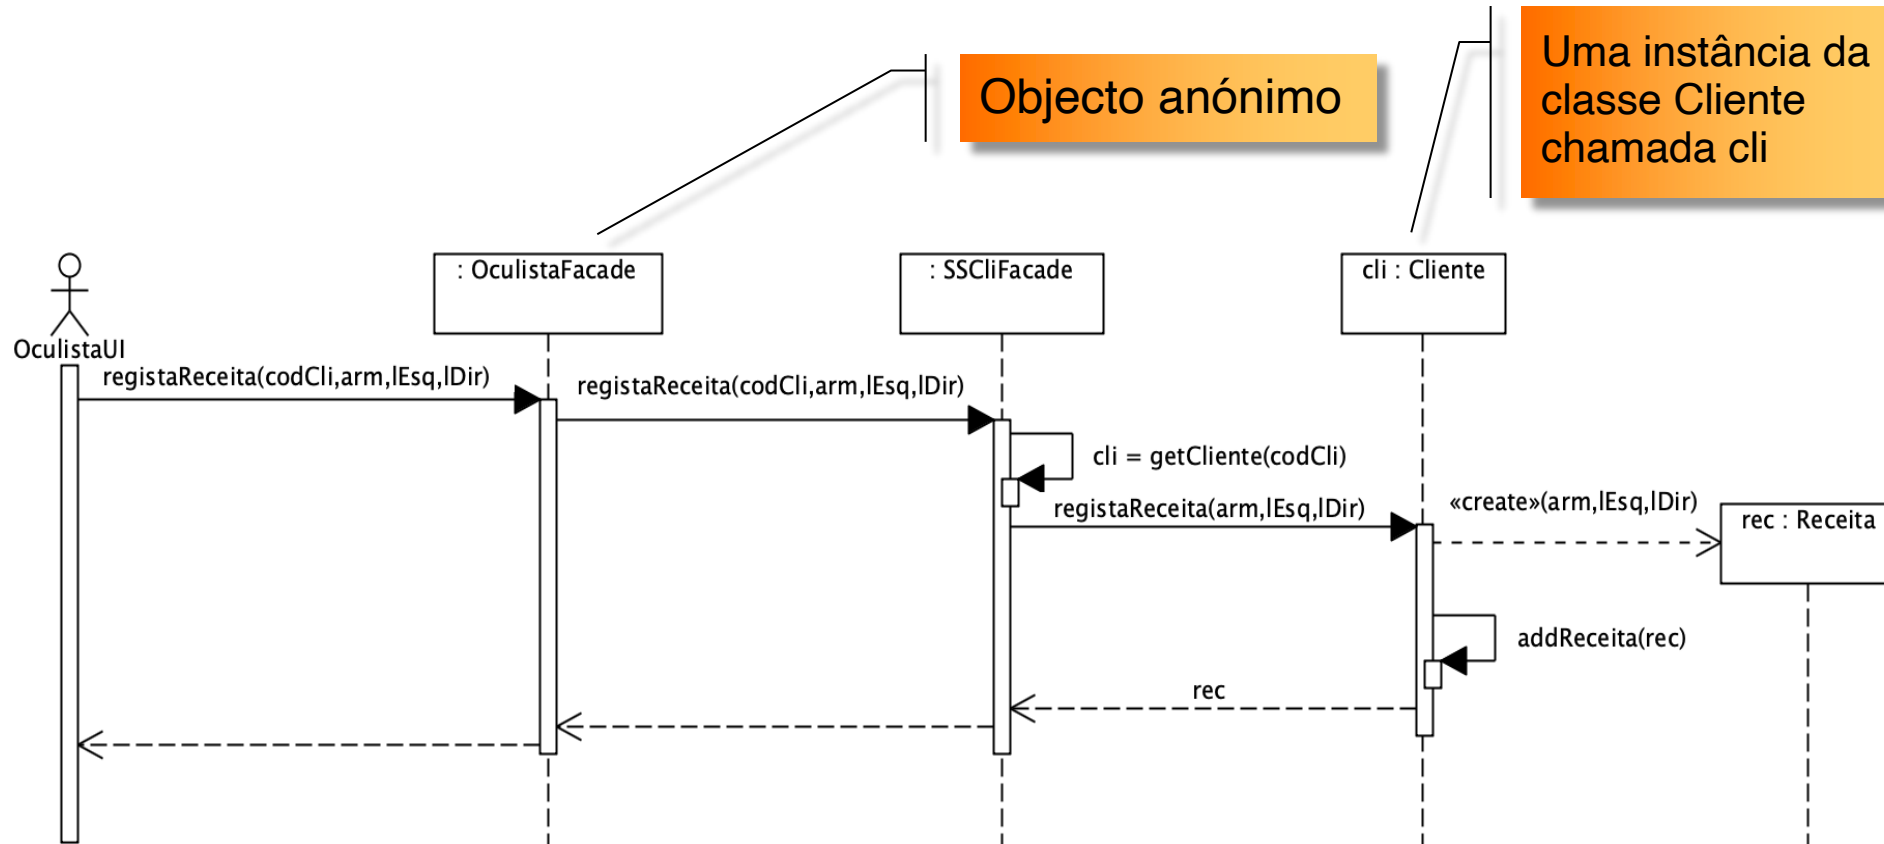 Objecto anónimo
Uma instância da
classe Cliente
chamada cli
: OculistaFacade
: SSCliFacade
cli : Cliente
OculistaUI
registaReceita(codCli,arm,lEsq,lDir)
registaReceita(codCli,arm,lEsq,lDir)
cli = getCliente(codCli)
registaReceita(arm,lEsq,lDir)
«create»(arm,lEsq,lDir)
rec : Receita
addReceita(rec)
rec